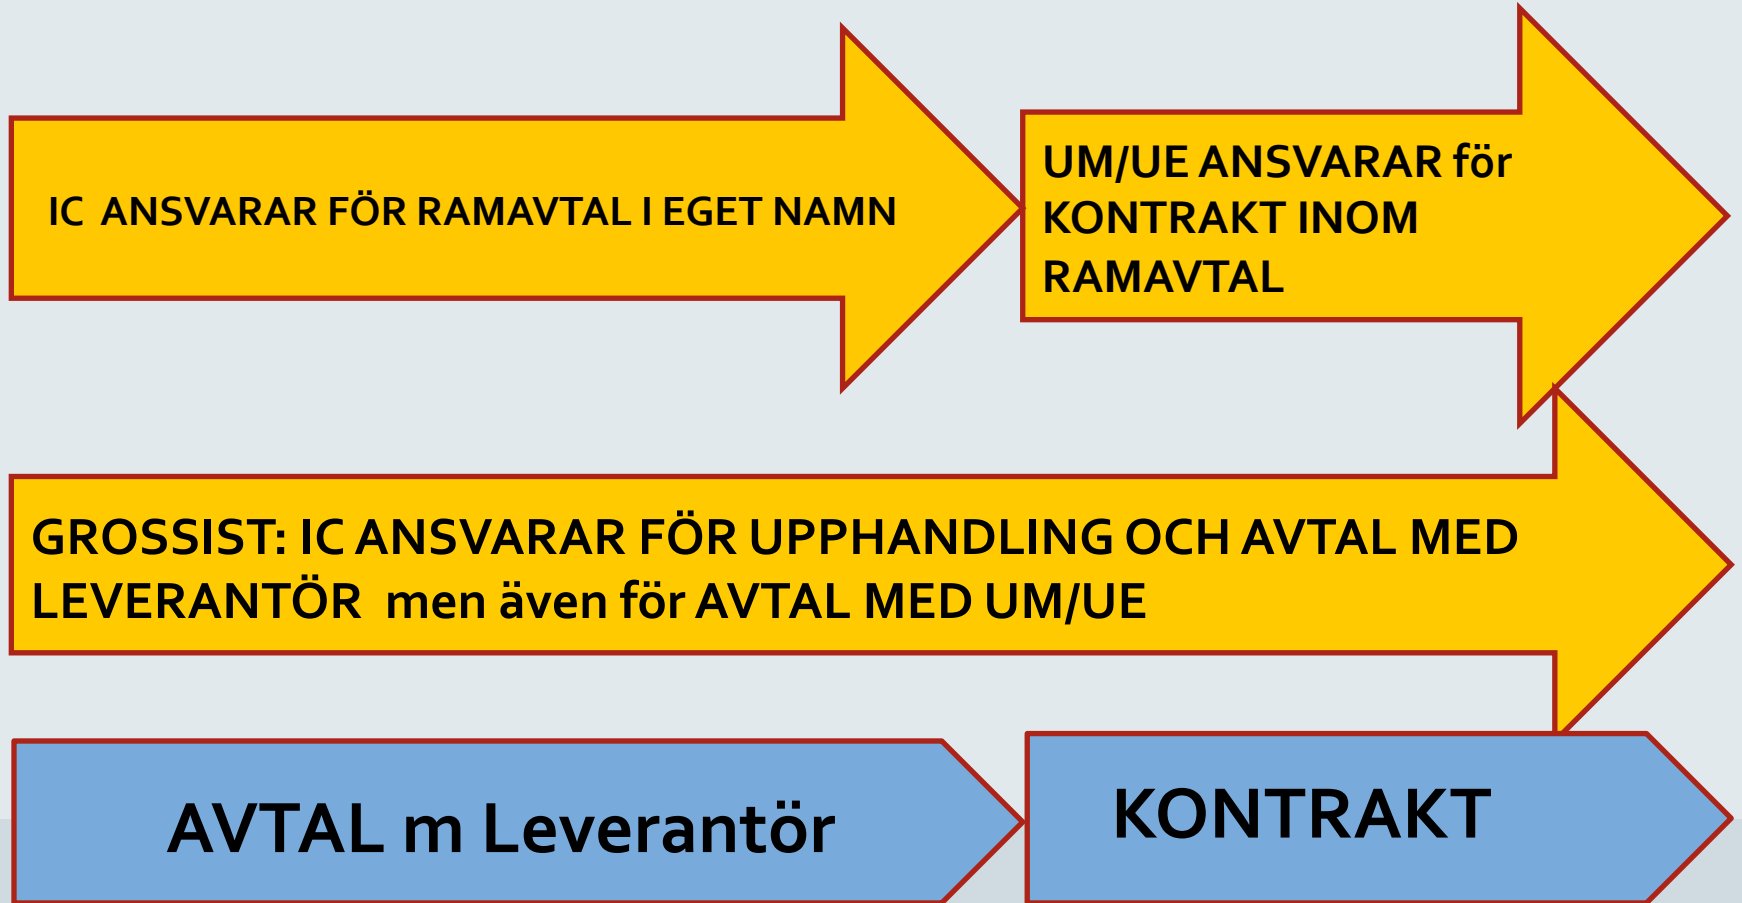 IC ANSVARAR FÖR RAMAVTAL I EGET NAMN
UM/UE ANSVARAR för
KONTRAKT INOM
RAMAVTAL
GROSSIST: IC ANSVARAR FÖR UPPHANDLING OCH AVTAL MED
LEVERANTÖR men även för AVTAL MED UM/UE
AVTAL m Leverantör
KONTRAKT